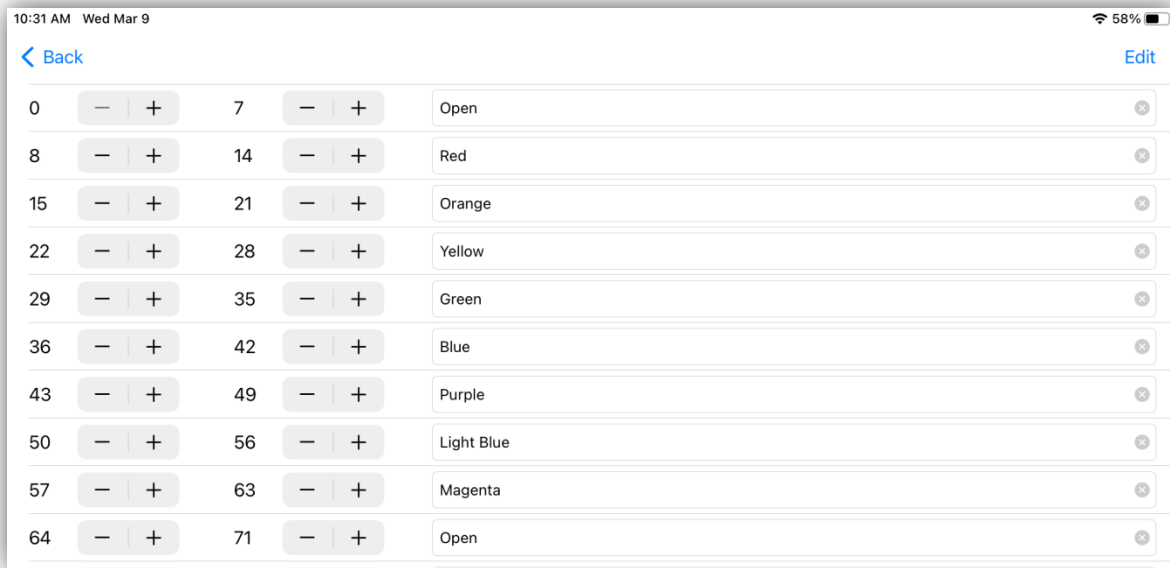 10:31 AM Wed Mar 9 58%
Back Edit
0 − + 7 − + Open
8 − + 14 − + Red
15 − + 21 − + Orange
22 − + 28 − + Yellow
29 − + 35 − + Green
36 − + 42 − + Blue
43 − + 49 − + Purple
50 − + 56 − + Light Blue
57 − + 63 − + Magenta
64 − + 71 − + Open